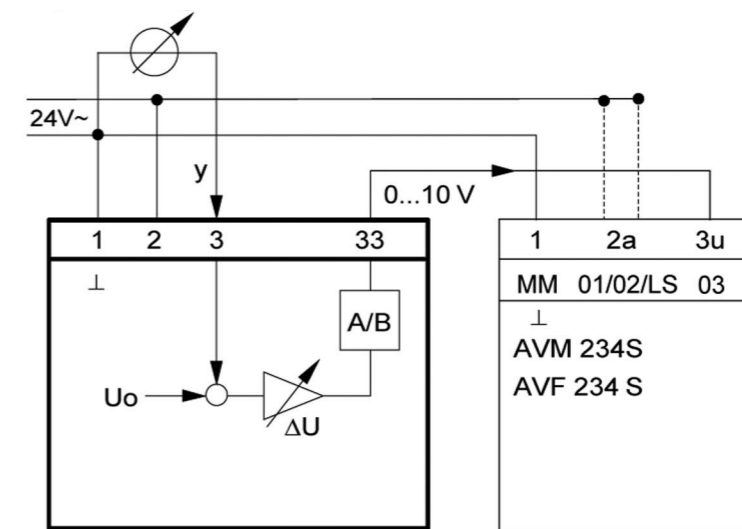 24V~
y
0...10 V
1 2 3 33
1 2a 3u
MM 01/02/LS 03
⊥
⊥
A/B
AVM 234S
AVF 234 S
Uo
ΔU